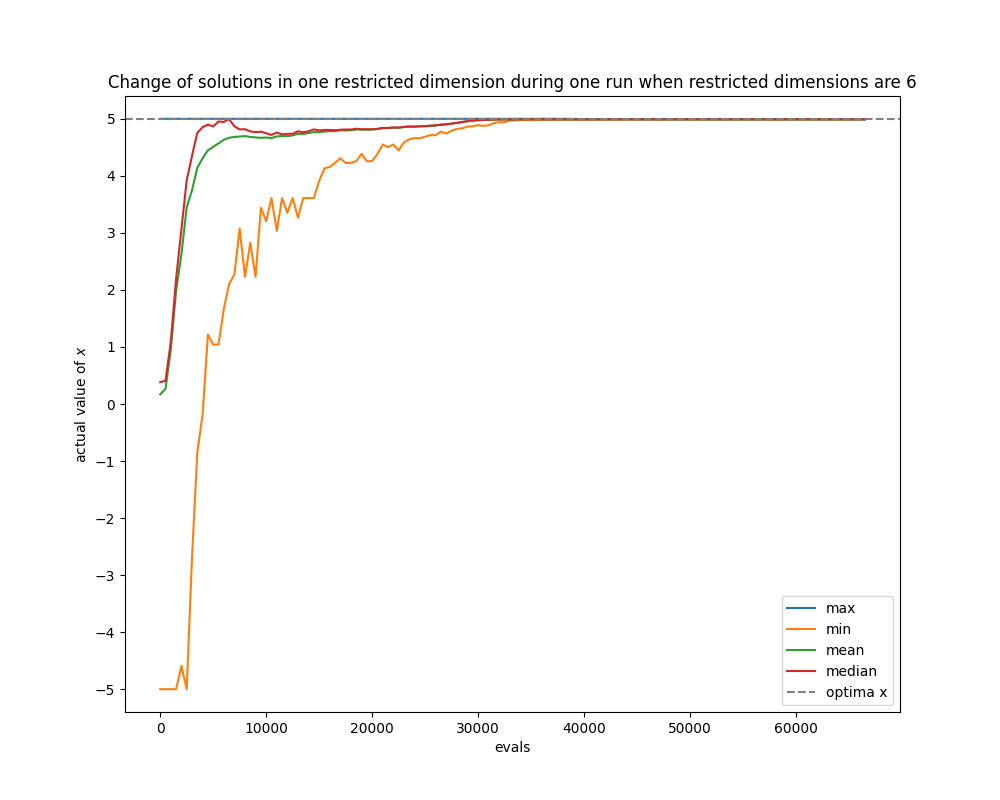 Change of solutions in one restricted dimension during one run when restricted dimensions are 6
actual value of x
5
4
3
2
1
0
−1
−2
−3
−4
−5
max
min
mean
median
optima x
0 10000 20000 30000 40000 50000 60000
evals